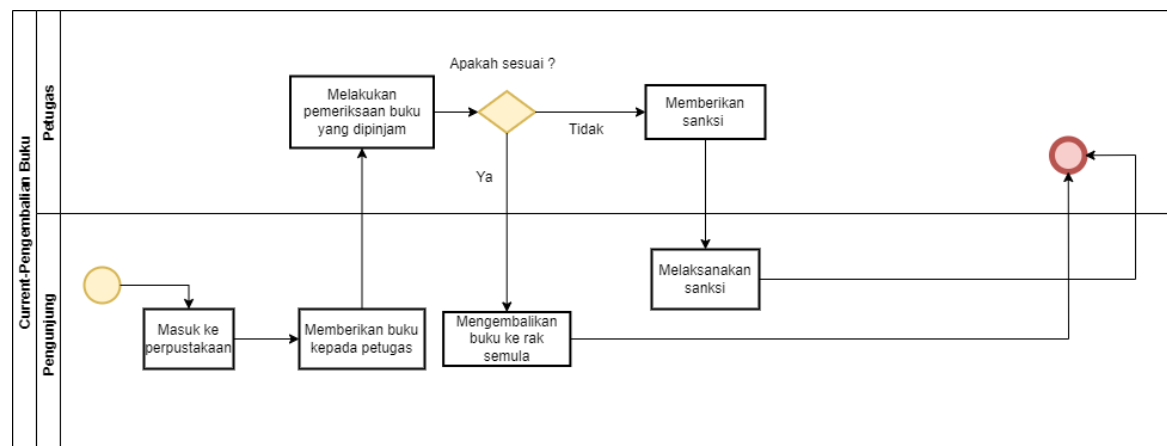 Current-Pengembalian Buku
Petugas
Pengunjung
Apakah sesuai ?
Melakukan
pemeriksaan buku
yang dipinjam
Memberikan
sanksi
Tidak
Ya
Melaksanakan
sanksi
Masuk ke
perpustakaan
Memberikan buku
kepada petugas
Mengembalikan
buku ke rak
semula